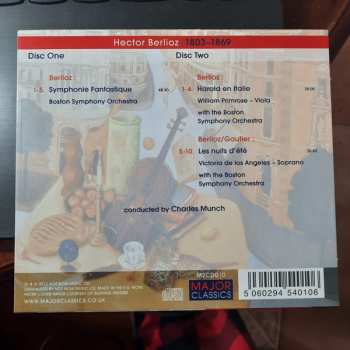 Hector Berlioz 1803-1869
Disc One
Berlioz :
1-5. Symphonie Fantastique
Boston Symphony Orchestra
Disc Two
Berlioz :
1-4. Harold en Italie
William Primrose - Viola
with the Boston
Symphony Orchestra
Berlioz/Gautier :
5-10. Les nuits d'été
Victoria de los Angeles - Soprano
with the Boston
Symphony Orchestra
conducted by Charles Munch
WWW.MAJORCLASSICS.CO.UK
M2CD010
MAJOR
CLASSICS
5 060294 540106